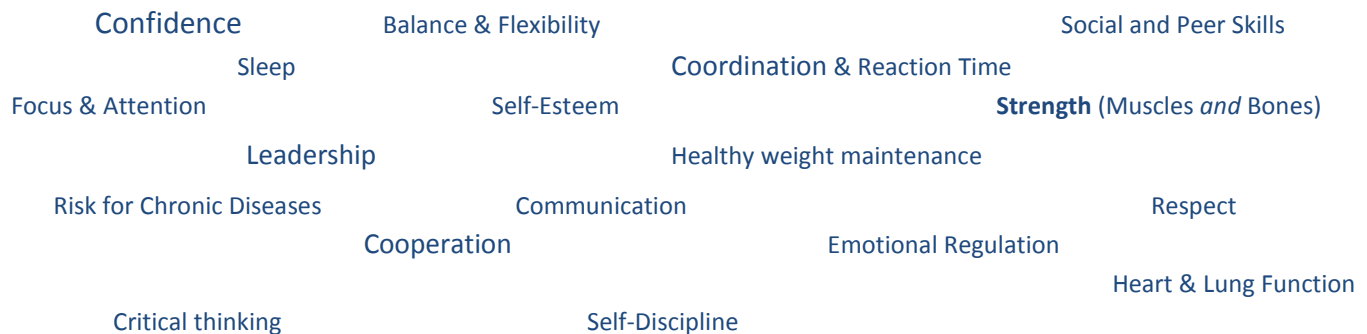 Confidence Balance & Flexibility Social and Peer Skills
Sleep Coordination & Reaction Time
Focus & Attention Self-Esteem Strength (Muscles and Bones)
Leadership Healthy weight maintenance
Risk for Chronic Diseases Communication Respect
Cooperation Emotional Regulation
Heart & Lung Function
Critical thinking Self-Discipline